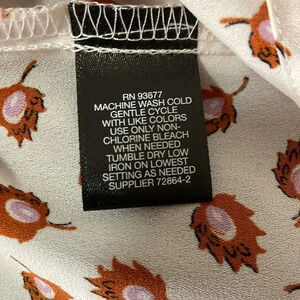 RN 93677
MACHINE WASH COLD
GENTLE CYCLE
WITH LIKE COLORS
USE ONLY NON-
CHLORINE BLEACH
WHEN NEEDED
TUMBLE DRY LOW
IRON ON LOWEST
SETTING AS NEEDED
SUPPLIER 72864-2